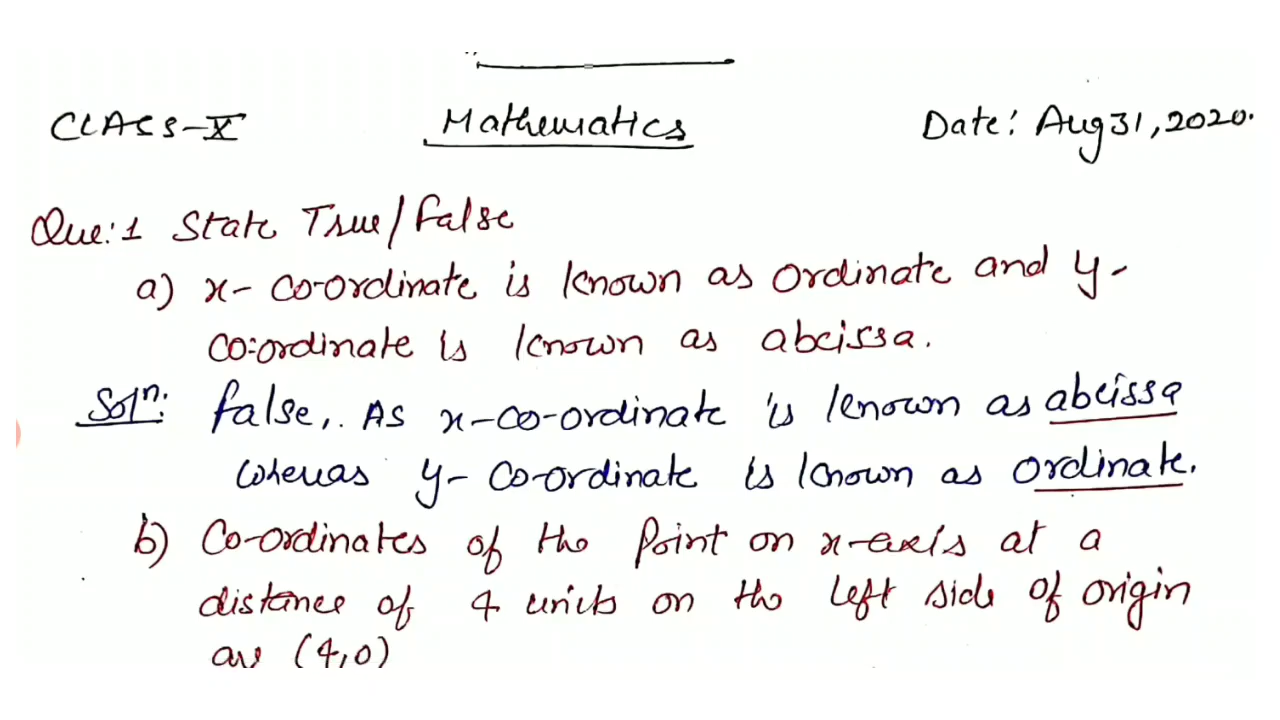 CLASS-X Mathematics Date: Aug 31, 2020.
Que: 1 State True/False
a) x- co-ordinate is known as ordinate and y-
co-ordinate is known as abcissa.
Soln: false,. As x-co-ordinate is known as abcissa
whereas y- co-ordinate is known as ordinate.
b) Co-ordinates of the point on x-axis at a
distance of 4 units on the left side of origin
are (4,0)